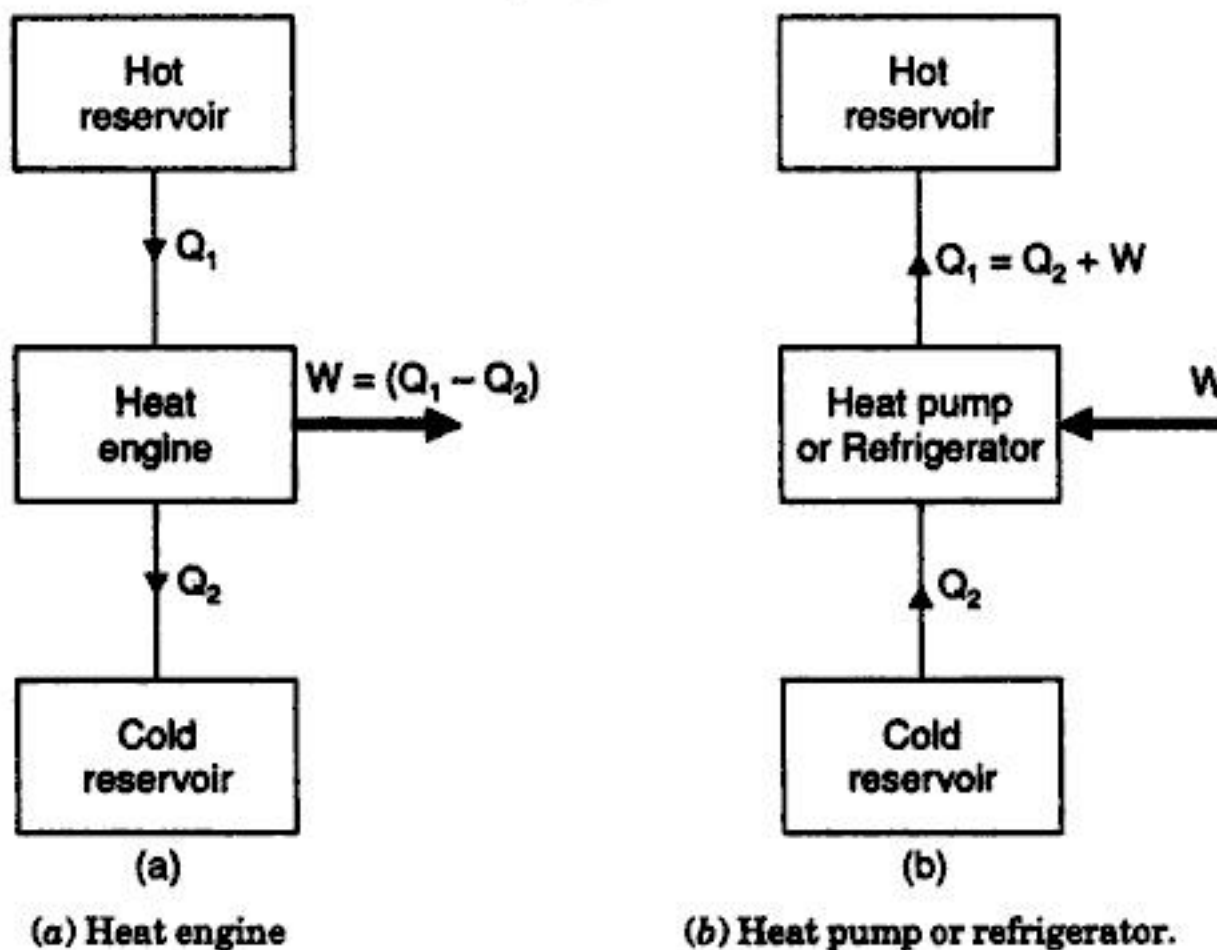 Hot
reservoir
Q₁
Heat
engine
W = (Q₁ – Q₂)
Q₂
Cold
reservoir
(a)
(a) Heat engine
Hot
reservoir
Q₁ = Q₂ + W
Heat pump
or Refrigerator
W
Q₂
Cold
reservoir
(b)
(b) Heat pump or refrigerator.